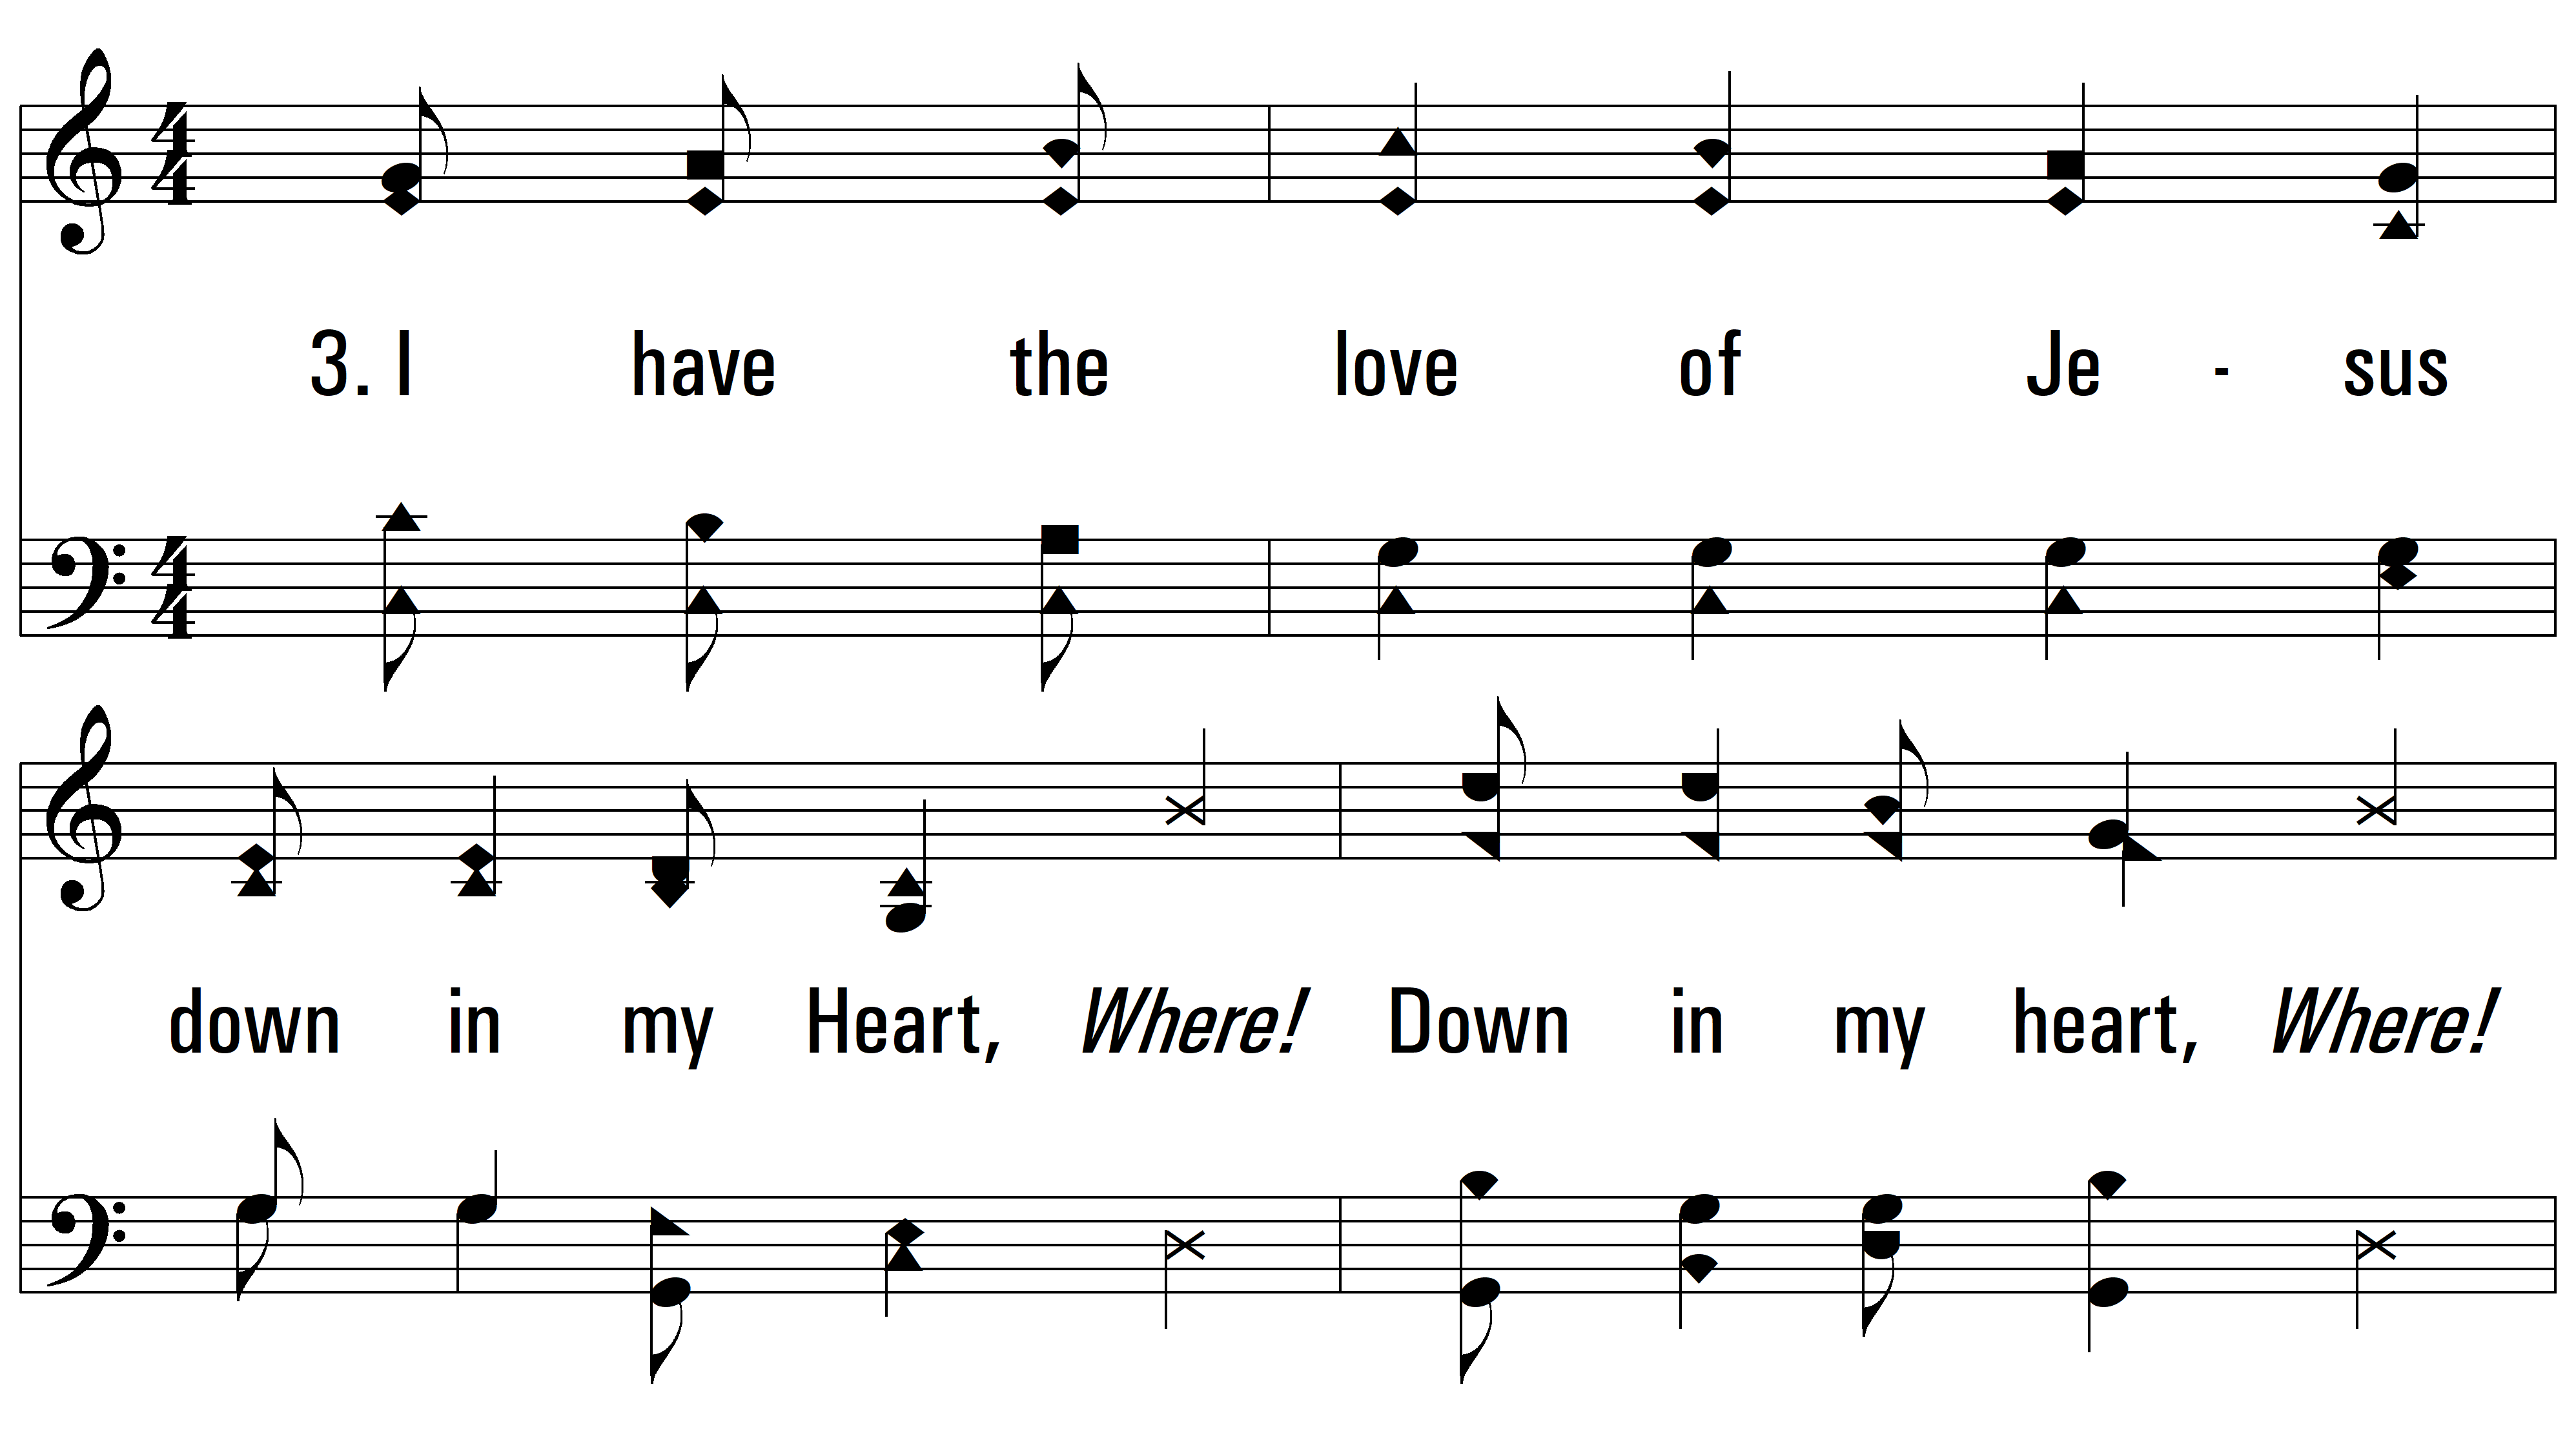 3. I have the love of Je - sus
down in my Heart, Where! Down in my heart, Where!